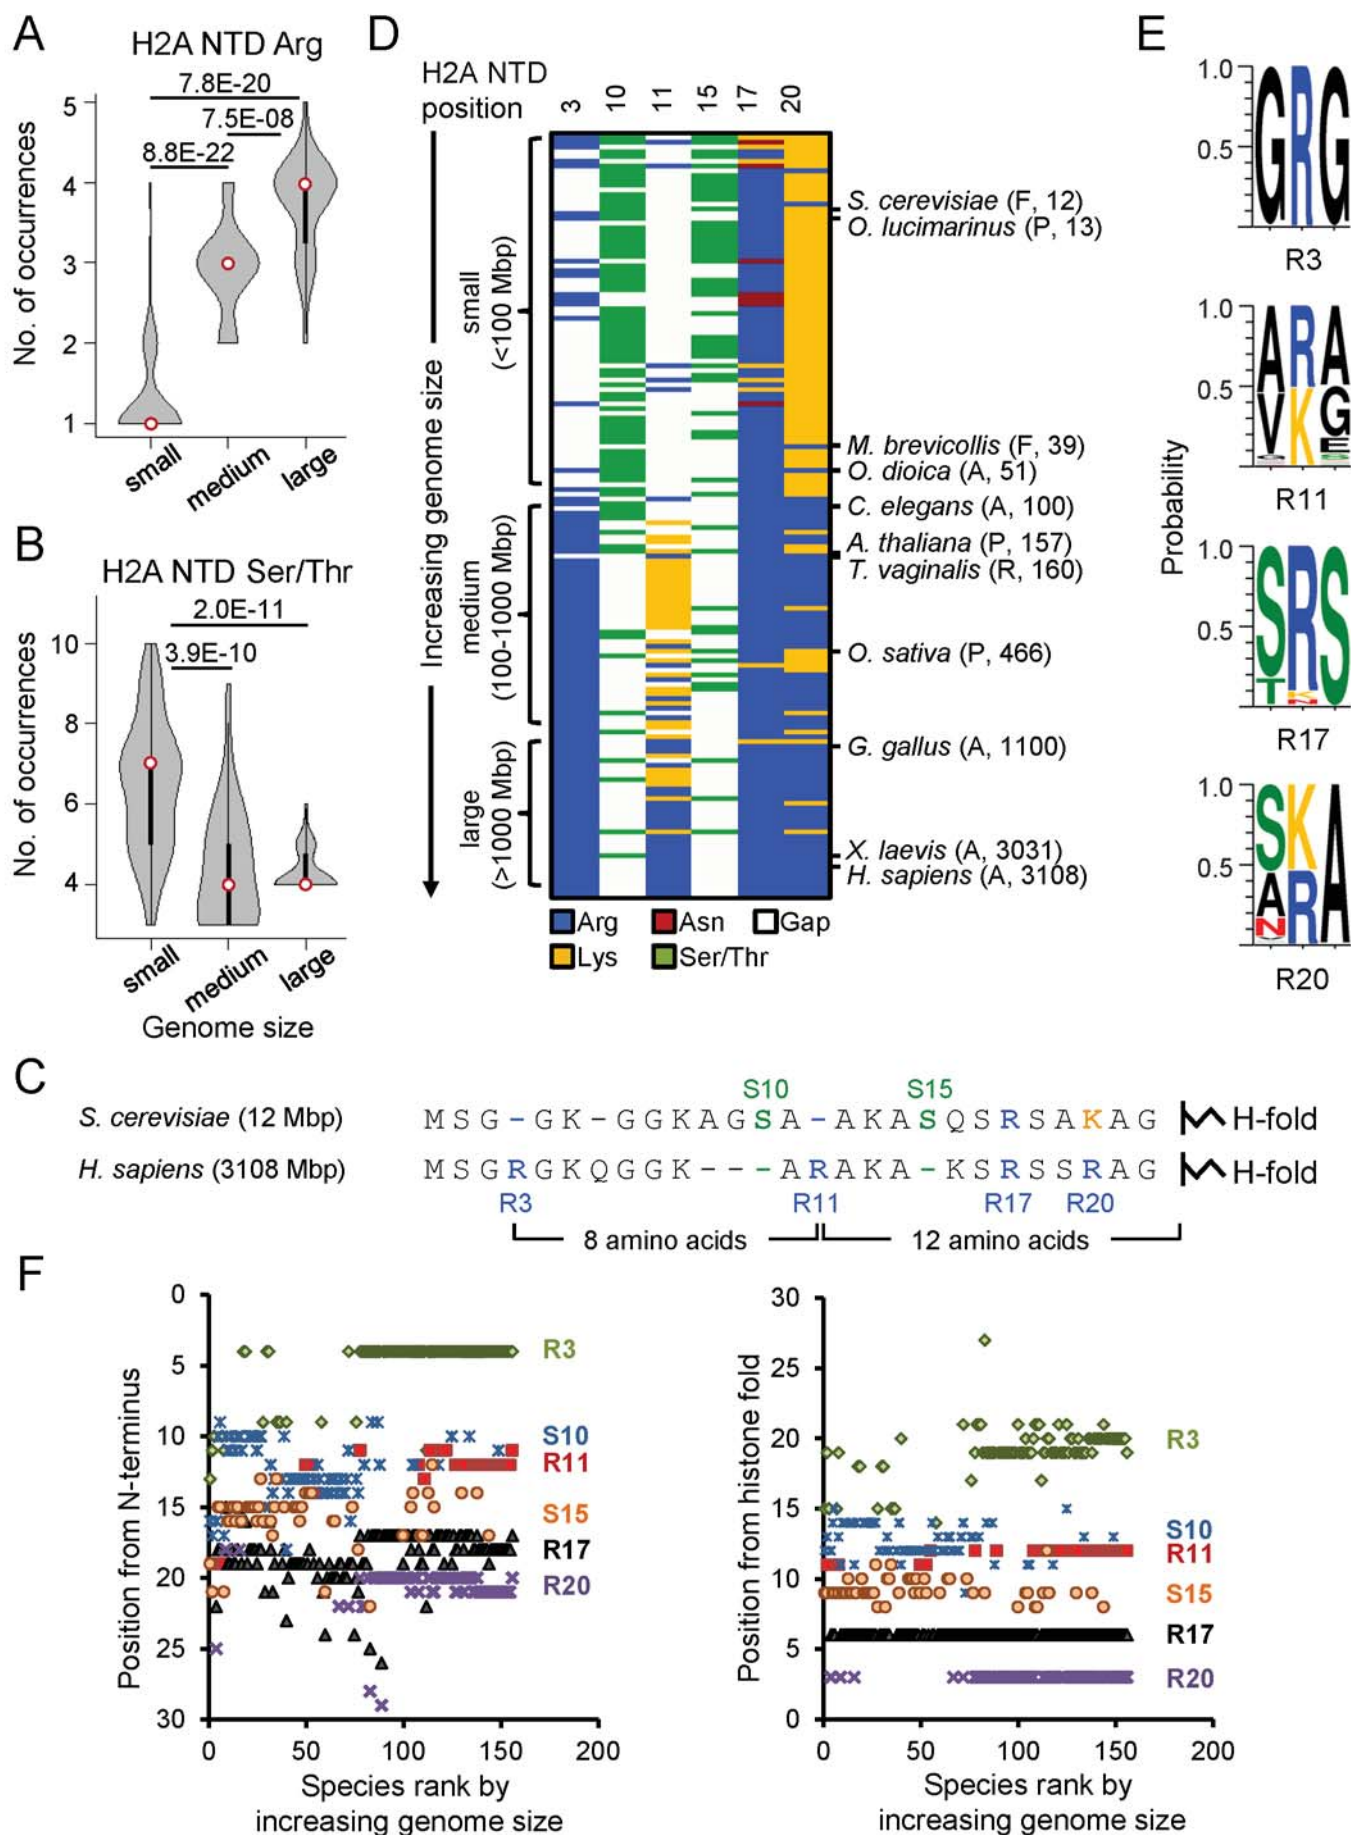 A
H2A NTD Arg
7.8E-20
7.5E-08
8.8E-22
No. of occurrences
5
4
3
2
1
small
medium
large
B
H2A NTD Ser/Thr
2.0E-11
3.9E-10
No. of occurrences
10
8
6
4
small
medium
large
Genome size
D
H2A NTD
position
3 10 11 15 17 20
Increasing genome size
small
(<100 Mbp)
medium
(100-1000 Mbp)
large
(>1000 Mbp)
S. cerevisiae (F, 12)
O. lucimarinus (P, 13)
M. brevicollis (F, 39)
O. dioica (A, 51)
C. elegans (A, 100)
A. thaliana (P, 157)
T. vaginalis (R, 160)
O. sativa (P, 466)
G. gallus (A, 1100)
X. laevis (A, 3031)
H. sapiens (A, 3108)
Arg Asn Gap
Lys Ser/Thr
E
Probability
1.0
0.5
G R G
R3
1.0
0.5
A R A
V K G
E
R11
1.0
0.5
S R S
T K
N
R17
1.0
0.5
S K A
A R
N
R20
C
S10 S15
S. cerevisiae (12 Mbp) M S G - G K - G G K A G S A - A K A S Q S R S A K A G H-fold
H. sapiens (3108 Mbp) M S G R G K Q G G K - - - A R A K A - K S R S S R A G H-fold
R3 R11 R17 R20
8 amino acids 12 amino acids
F
Position from N-terminus
0
5
10
15
20
25
30
0 50 100 150 200
R3
S10
R11
S15
R17
R20
Species rank by
increasing genome size
Position from histone fold
30
25
20
15
10
5
0
0 50 100 150 200
R3
S10
R11
S15
R17
R20
Species rank by
increasing genome size